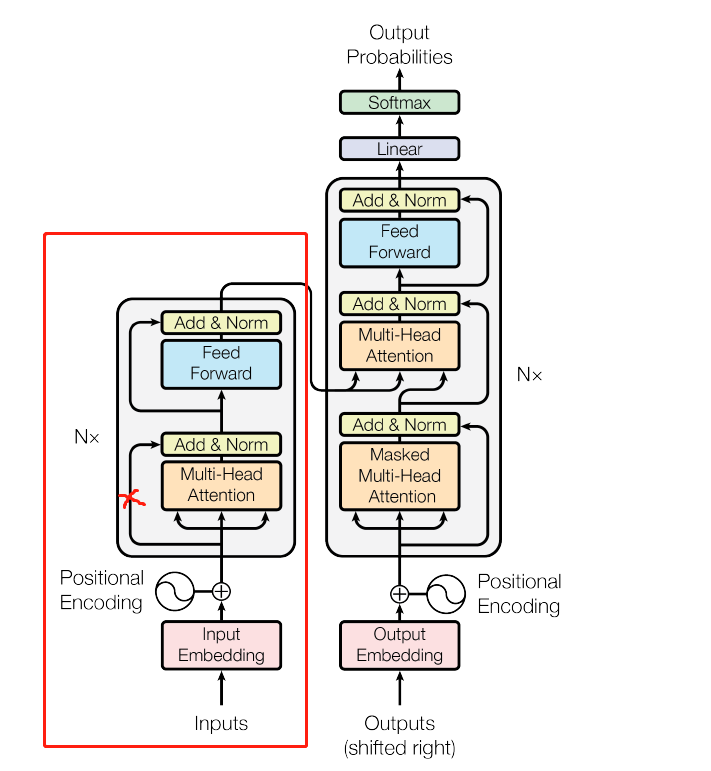 Output
Probabilities
Softmax
Linear
Add & Norm
Feed
Forward
Add & Norm
Multi-Head
Attention
Add & Norm
Masked
Multi-Head
Attention
N×
Positional
Encoding
Output
Embedding
Outputs
(shifted right)
Add & Norm
Feed
Forward
Add & Norm
Multi-Head
Attention
N×
Positional
Encoding
Input
Embedding
Inputs